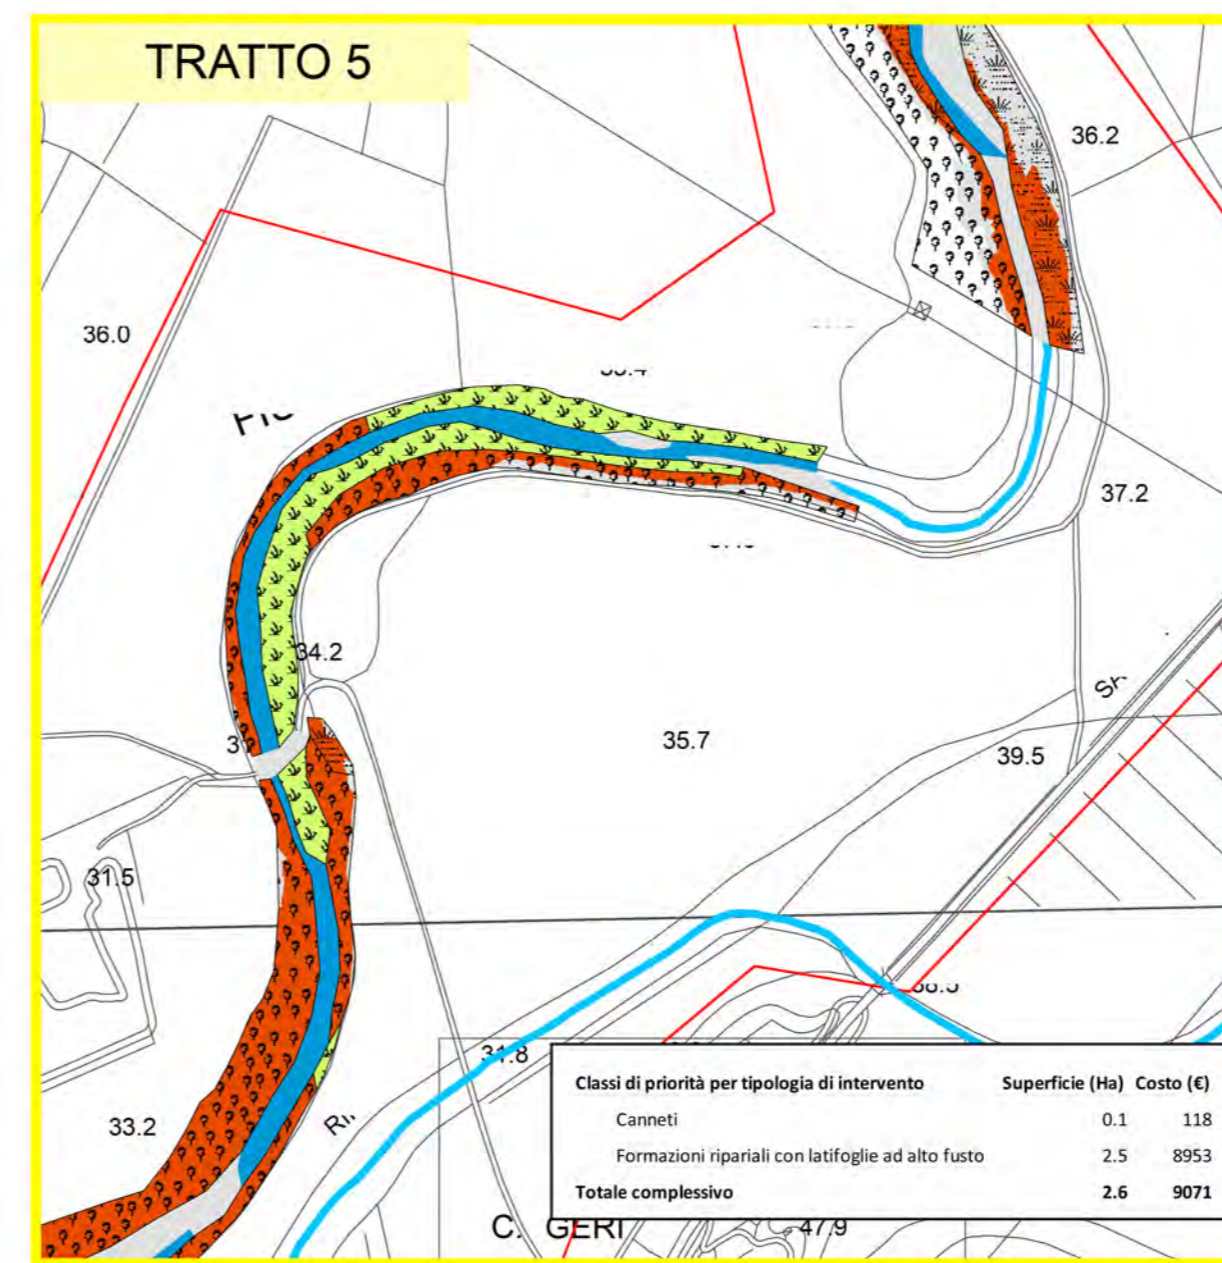 TRATTO 5
36.2
36.0
37.2
34.2
35.7
39.5
31.5
31.8
33.2
Classi di priorità per tipologia di intervento Superficie (Ha) Costo (€)
Canneti 0.1 118
Formazioni ripariali con latifoglie ad alto fusto 2.5 8953
Totale complessivo 2.6 9071
C. GERI 47.9